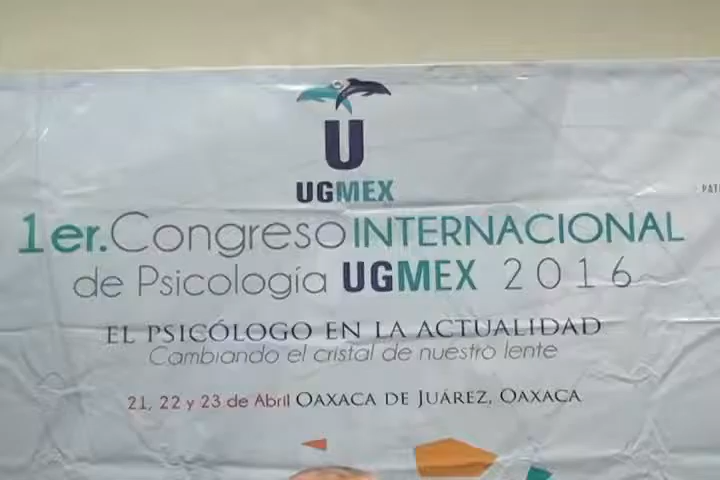 U
UGMEX
1er. Congreso INTERNACIONAL
de Psicología UGMEX 2016
EL PSICÓLOGO EN LA ACTUALIDAD
Cambiando el cristal de nuestro lente
21, 22 y 23 de Abril OAXACA DE JUÁREZ, OAXACA